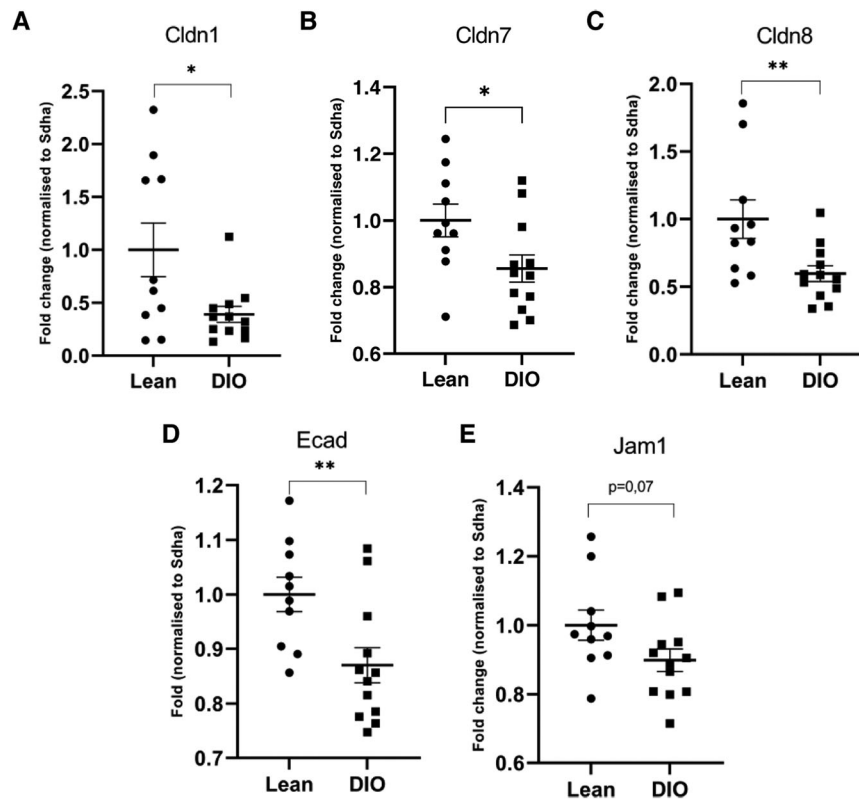 A
Cldn1
*
Fold change (normalised to Sdha)
2.5
2.0
1.5
1.0
0.5
0.0
Lean DIO
B
Cldn7
*
Fold change (normalised to Sdha)
1.4
1.2
1.0
0.8
0.6
Lean DIO
C
Cldn8
**
Fold change (normalised to Sdha)
2.0
1.5
1.0
0.5
0.0
Lean DIO
D
Ecad
**
Fold (normalised to Sdha)
1.2
1.1
1.0
0.9
0.8
0.7
Lean DIO
E
Jam1
p=0,07
Fold change (normalised to Sdha)
1.4
1.2
1.0
0.8
0.6
Lean DIO